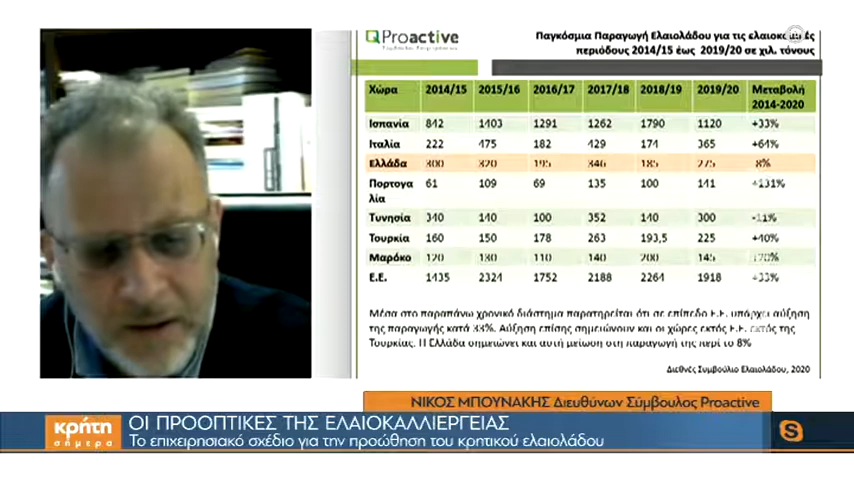 Proactive
Παγκόσμια Παραγωγή Ελαιολάδου για τις ελαιοκομικές
περιόδους 2014/15 έως 2019/20 σε χιλ. τόνους
Χώρα 2014/15 2015/16 2016/17 2017/18 2018/19 2019/20 Μεταβολή 2014-2020
Ισπανία 842 1403 1291 1262 1790 1120 +33%
Ιταλία 222 475 182 429 174 365 +64%
Ελλάδα 300 320 195 346 185 275 -8%
Πορτογαλία 61 109 69 135 100 141 +131%
Τυνησία 340 140 100 352 140 300 -11%
Τουρκία 160 150 178 263 193,5 225 +40%
Μαρόκο 120 130 110 140 200 145 +20%
Ε.Ε. 1435 2324 1752 2188 2264 1918 +33%
Μέσα στο παραπάνω χρονικό διάστημα παρατηρείται ότι σε επίπεδο Ε.Ε. υπάρχει αύξηση
της παραγωγής κατά 33%. Αύξηση επίσης σημειώνουν και οι χώρες εκτός Ε.Ε. εκτός της
Τουρκίας. Η Ελλάδα σημειώνει και αυτή μείωση στη παραγωγή της περί το 8%
Διεθνές Συμβούλιο Ελαιολάδου, 2020
ΝΙΚΟΣ ΜΠΟΥΝΑΚΗΣ Διευθύνων Σύμβουλος Proactive
κρήτη
σήμερα
ΟΙ ΠΡΟΟΠΤΙΚΕΣ ΤΗΣ ΕΛΑΙΟΚΑΛΛΙΕΡΓΕΙΑΣ
Το επιχειρησιακό σχέδιο για την προώθηση του κρητικού ελαιολάδου